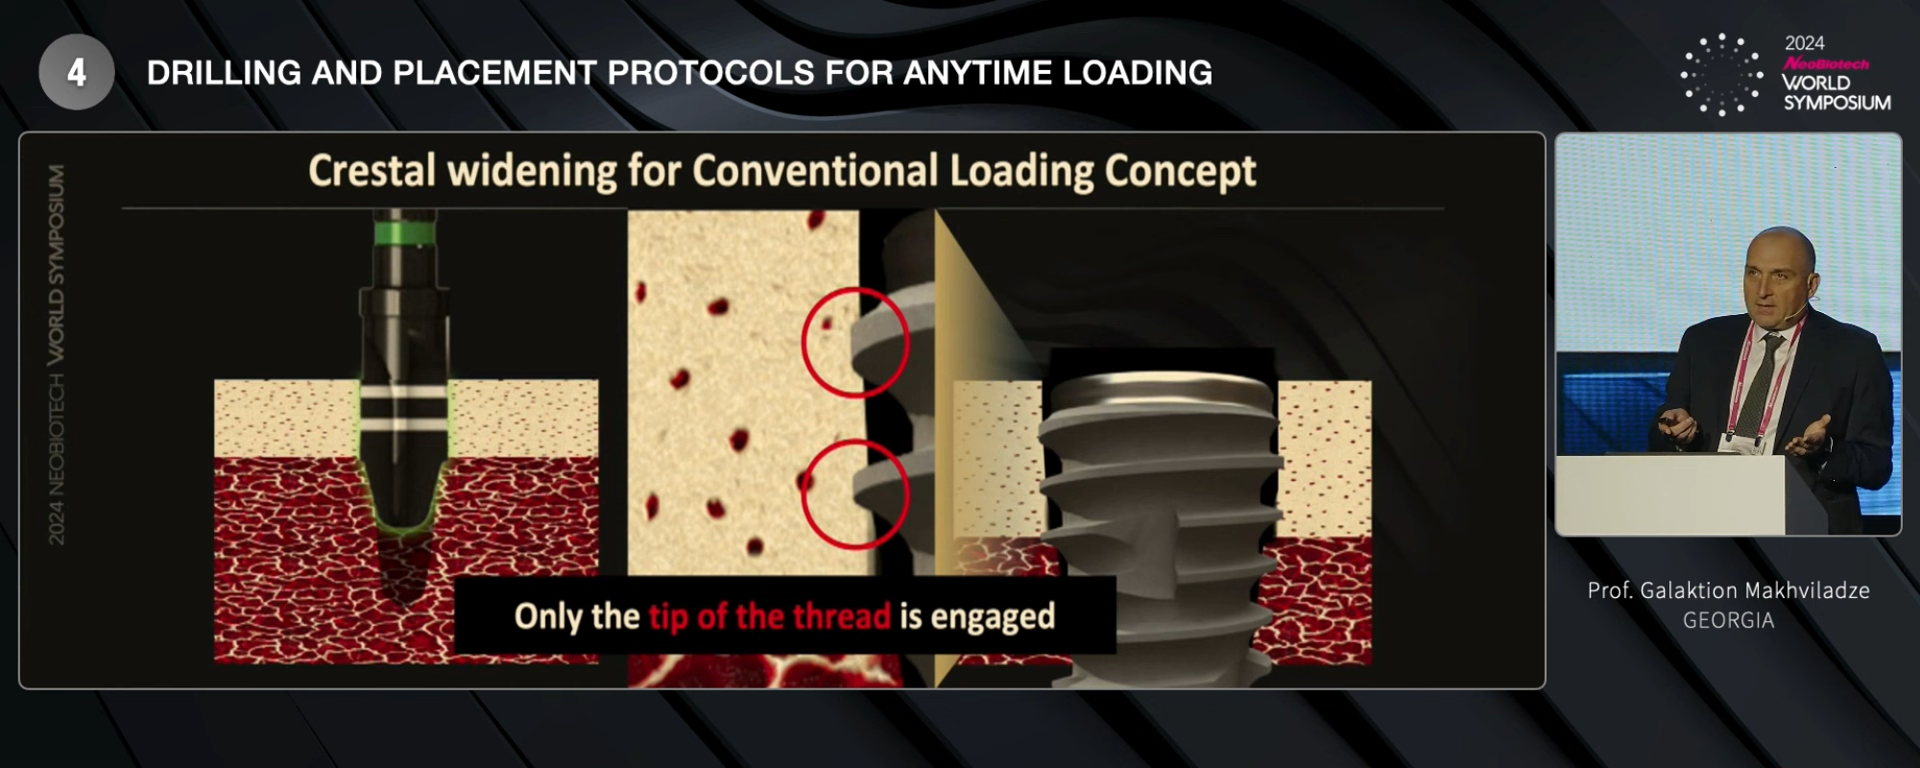 4
DRILLING AND PLACEMENT PROTOCOLS FOR ANYTIME LOADING
2024
NeoBiotech
WORLD
SYMPOSIUM
2024 NEOBIOTECH WORLD SYMPOSIUM
Crestal widening for Conventional Loading Concept
Only the tip of the thread is engaged
Prof. Galaktion Makhviladze
GEORGIA